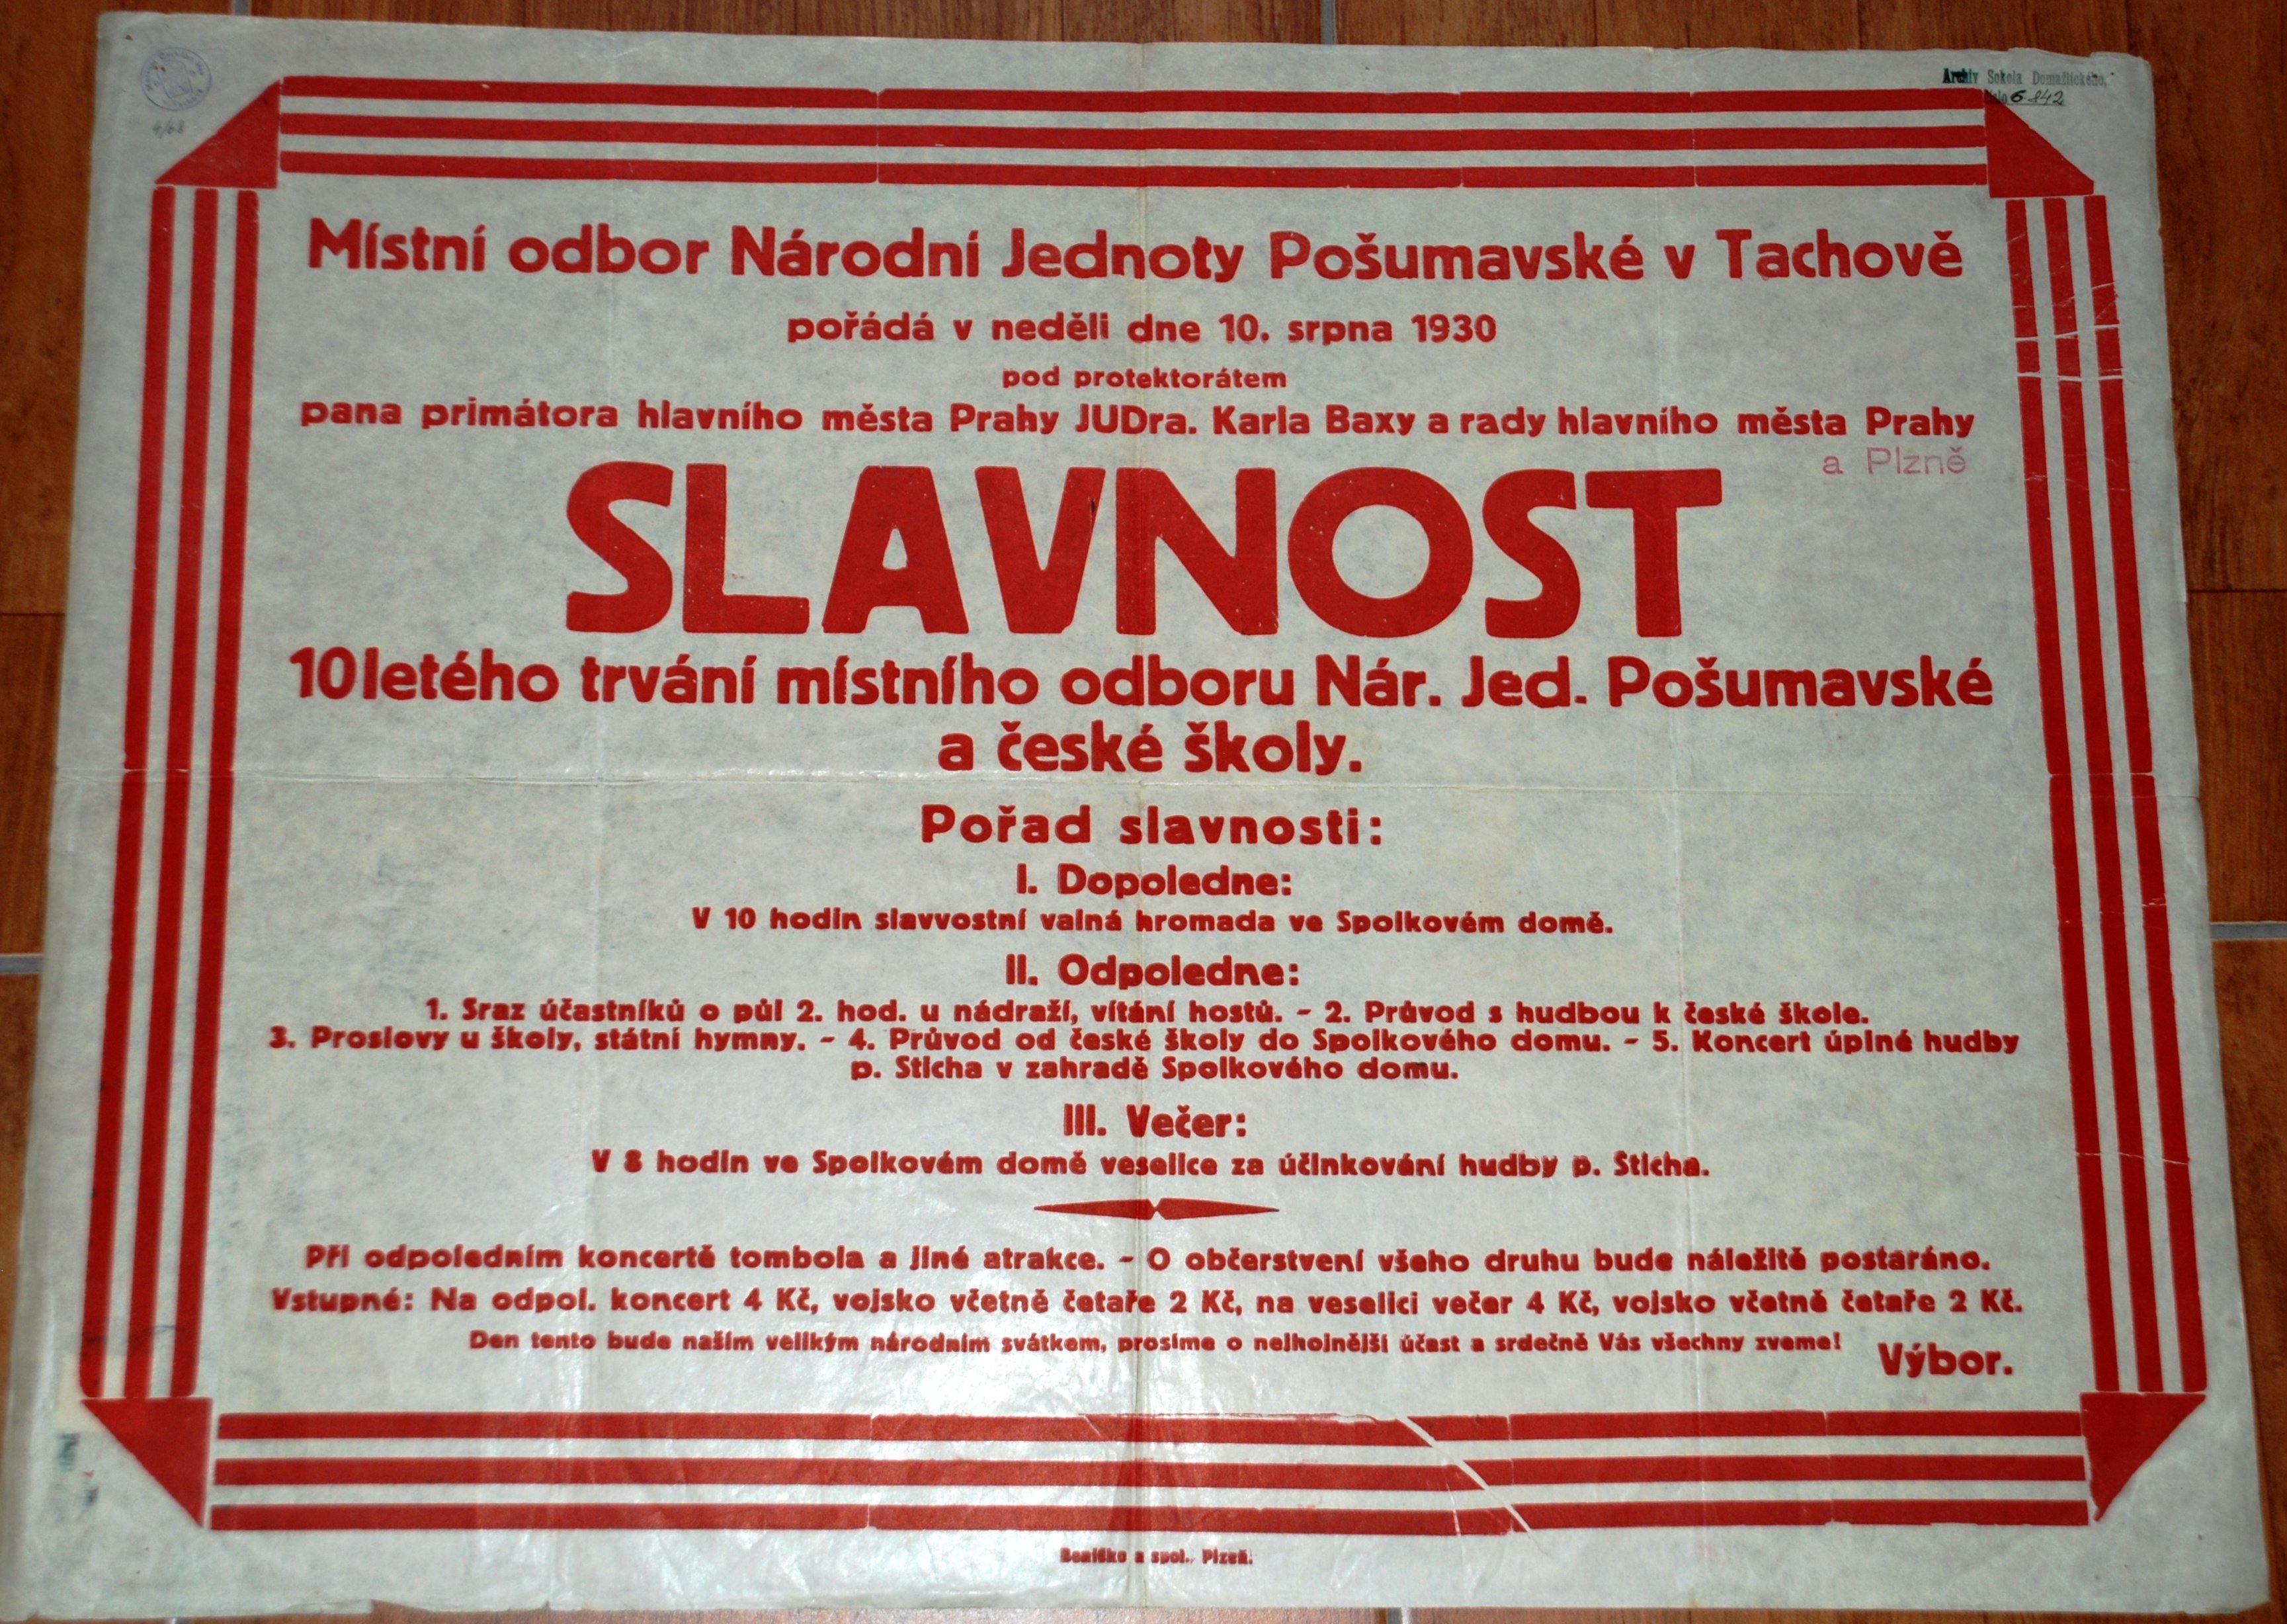 Archiv Sokola Domažlického,
číslo 6842
4/68
Místní odbor Národní Jednoty Pošumavské v Tachově
pořádá v neděli dne 10. srpna 1930
pod protektorátem
pana primátora hlavního města Prahy JUDra. Karla Baxy a rady hlavního města Prahy
a Plzně
SLAVNOST
10letého trvání místního odboru Nár. Jed. Pošumavské
a české školy.
Pořad slavnosti:
I. Dopoledne:
V 10 hodin slavvostní valná hromada ve Spolkovém domě.
II. Odpoledne:
1. Sraz účastníků o půl 2. hod. u nádraží, vítání hostů. - 2. Průvod s hudbou k české škole.
3. Proslovy u školy, státní hymny. - 4. Průvod od české školy do Spolkového domu. - 5. Koncert úplné hudby
p. Sticha v zahradě Spolkového domu.
III. Večer:
V 8 hodin ve Spolkovém domě veselice za účinkování hudby p. Sticha.
Při odpoledním koncertě tombola a jiné atrakce. - O občerstvení všeho druhu bude náležitě postaráno.
Vstupné: Na odpol. koncert 4 Kč, vojsko včetně četaře 2 Kč, na veselici večer 4 Kč, vojsko včetně četaře 2 Kč.
Den tento bude naším velikým národním svátkem, prosíme o nejhojnější účast a srdečně Vás všechny zveme!
Výbor.
Beníško a spol., Plzeň.